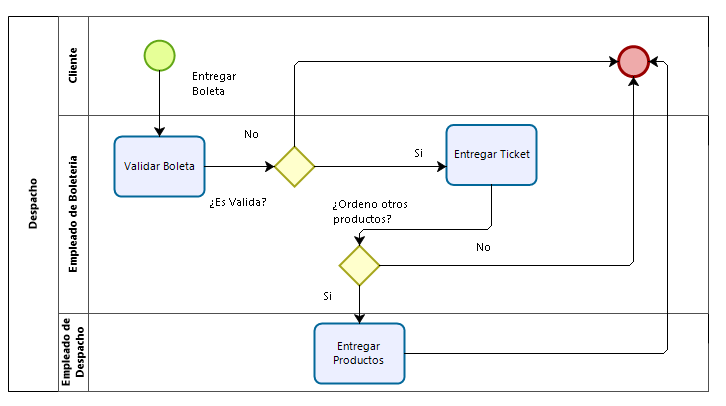 Despacho
Cliente
Entregar
Boleta
Empleado de Boleteria
No
Validar Boleta
¿Es Valida?
Si
Entregar Ticket
¿Ordeno otros
productos?
No
Si
Empleado de
Despacho
Entregar
Productos